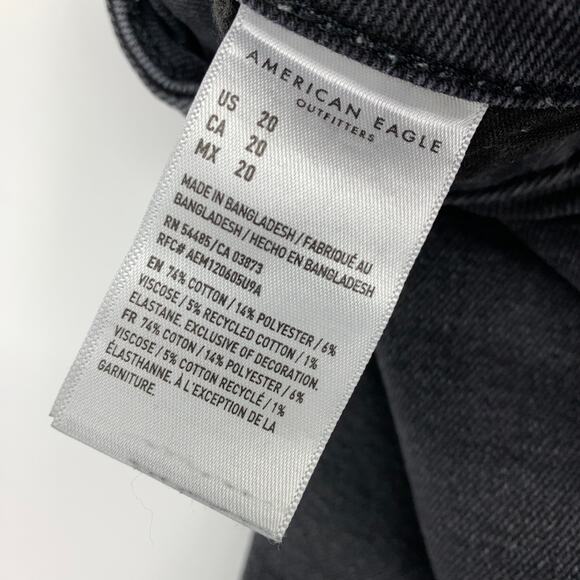 AMERICAN EAGLE
OUTFITTERS
US 20
CA 20
MX 20
MADE IN BANGLADESH / FABRIQUÉ AU
BANGLADESH / HECHO EN BANGLADESH
RN 54485 / CA 03873
RFC# AEM120605U9A
EN 74% COTTON / 14% POLYESTER / 6%
VISCOSE / 5% RECYCLED COTTON / 1%
ELASTANE. EXCLUSIVE OF DECORATION.
FR 74% COTON / 14% POLYESTER / 6%
VISCOSE / 5% COTON RECYCLÉ / 1%
ÉLASTHANNE. À L'EXCEPTION DE LA
GARNITURE.